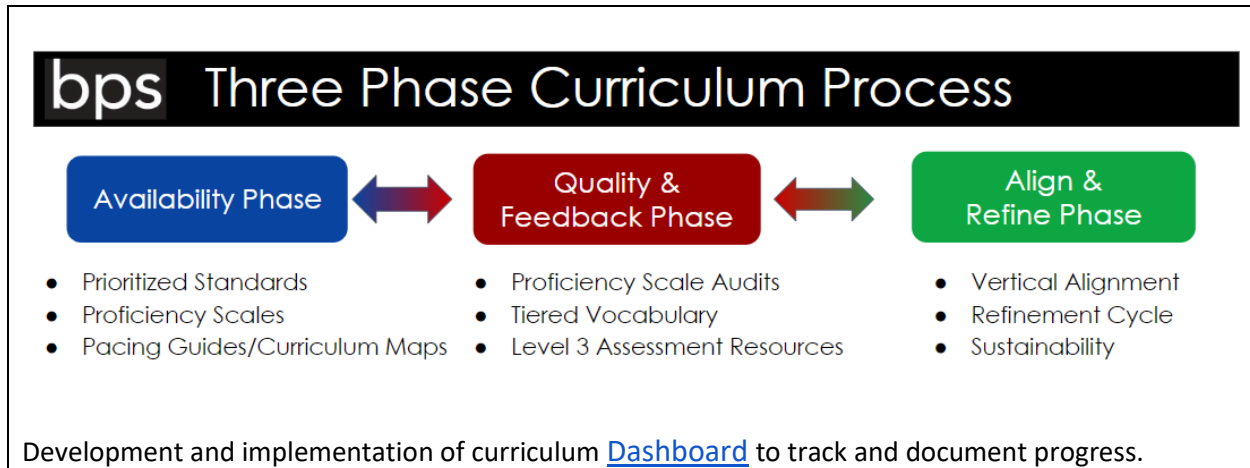 bps Three Phase Curriculum Process
Availability Phase
Quality &
Feedback Phase
Align &
Refine Phase
● Prioritized Standards
● Proficiency Scales
● Pacing Guides/Curriculum Maps
● Proficiency Scale Audits
● Tiered Vocabulary
● Level 3 Assessment Resources
● Vertical Alignment
● Refinement Cycle
● Sustainability
Development and implementation of curriculum Dashboard to track and document progress.